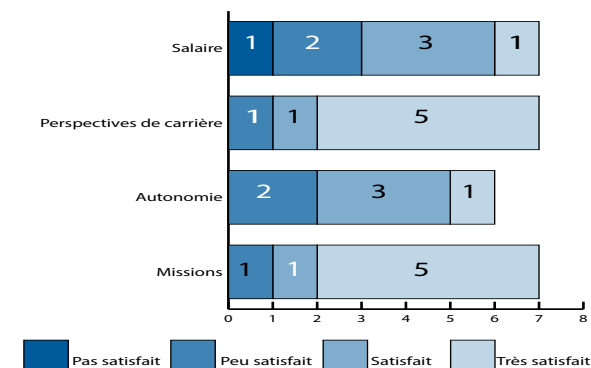 Salaire 1 2 3 1
Perspectives de carrière 1 1 5
Autonomie 2 3 1
Missions 1 1 5
0 1 2 3 4 5 6 7 8
Pas satisfait Peu satisfait Satisfait Très satisfait